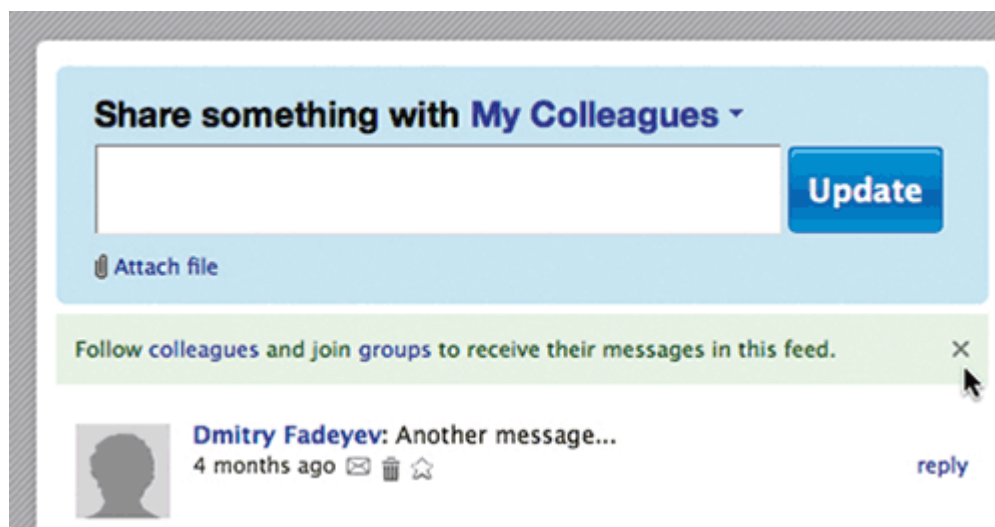 Share something with My Colleagues
Update
Attach file
Follow colleagues and join groups to receive their messages in this feed.
Dmitry Fadeyev: Another message...
4 months ago
reply